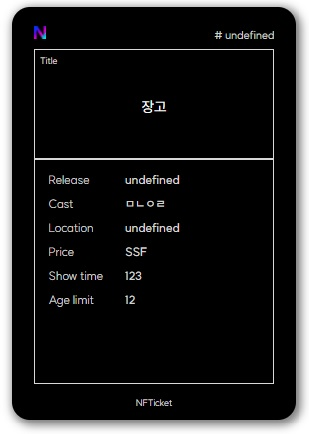 N
# undefined
Title
장고
Release undefined
Cast ㅁㄴㅇㄹ
Location undefined
Price SSF
Show time 123
Age limit 12
NFTicket